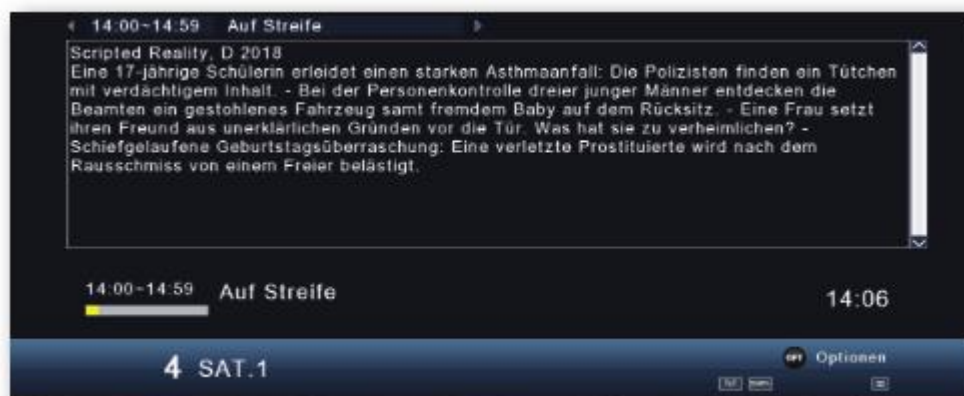 14:00~14:59 Auf Streife
Scripted Reality, D 2018
Eine 17-jährige Schülerin erleidet einen starken Asthmaanfall: Die Polizisten finden ein Tütchen
mit verdächtigem Inhalt. - Bei der Personenkontrolle dreier junger Männer entdecken die
Beamten ein gestohlenes Fahrzeug samt fremdem Baby auf dem Rücksitz. - Eine Frau setzt
ihren Freund aus unerklärlichen Gründen vor die Tür. Was hat sie zu verheimlichen? -
Schiefgelaufene Geburtstagsüberraschung: Eine verletzte Prostituierte wird nach dem
Rausschmiss von einem Freier belästigt.
14:00~14:59 Auf Streife
14:06
4 SAT.1
OPT Optionen